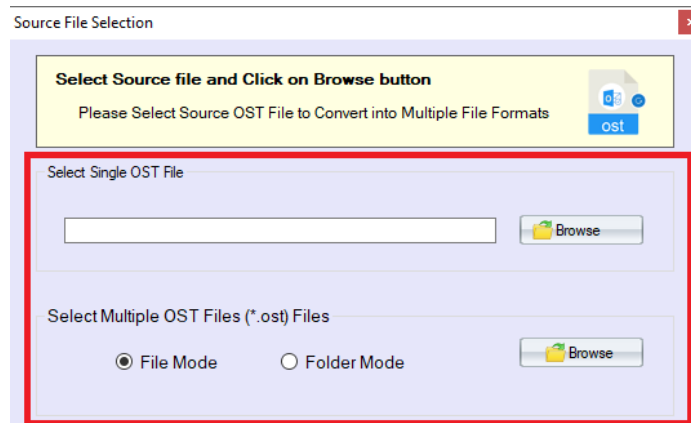 Source File Selection
Select Source file and Click on Browse button
Please Select Source OST File to Convert into Multiple File Formats
ost
Select Single OST File
Browse
Select Multiple OST Files (*.ost) Files
Browse
File Mode
Folder Mode